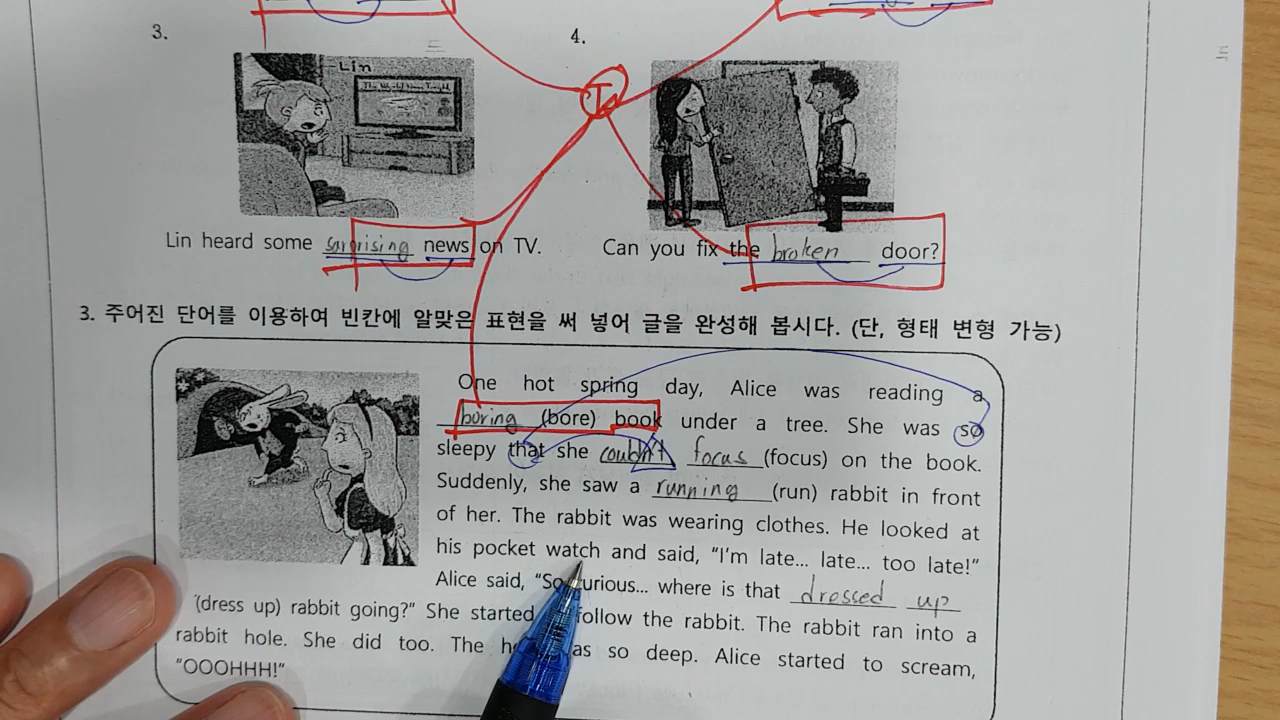 3.
4.
Lin
Lin heard some surprising news on TV.
Can you fix the broken door?
3. 주어진 단어를 이용하여 빈칸에 알맞은 표현을 써 넣어 글을 완성해 봅시다. (단, 형태 변형 가능)
One hot spring day, Alice was reading a
boring (bore) book under a tree. She was so
sleepy that she couldn't focus (focus) on the book.
Suddenly, she saw a running (run) rabbit in front
of her. The rabbit was wearing clothes. He looked at
his pocket watch and said, "I'm late... late... too late!"
Alice said, "So curious... where is that dressed up
(dress up) rabbit going?" She started follow the rabbit. The rabbit ran into a
rabbit hole. She did too. The so deep. Alice started to scream,
"OOOHHH!"